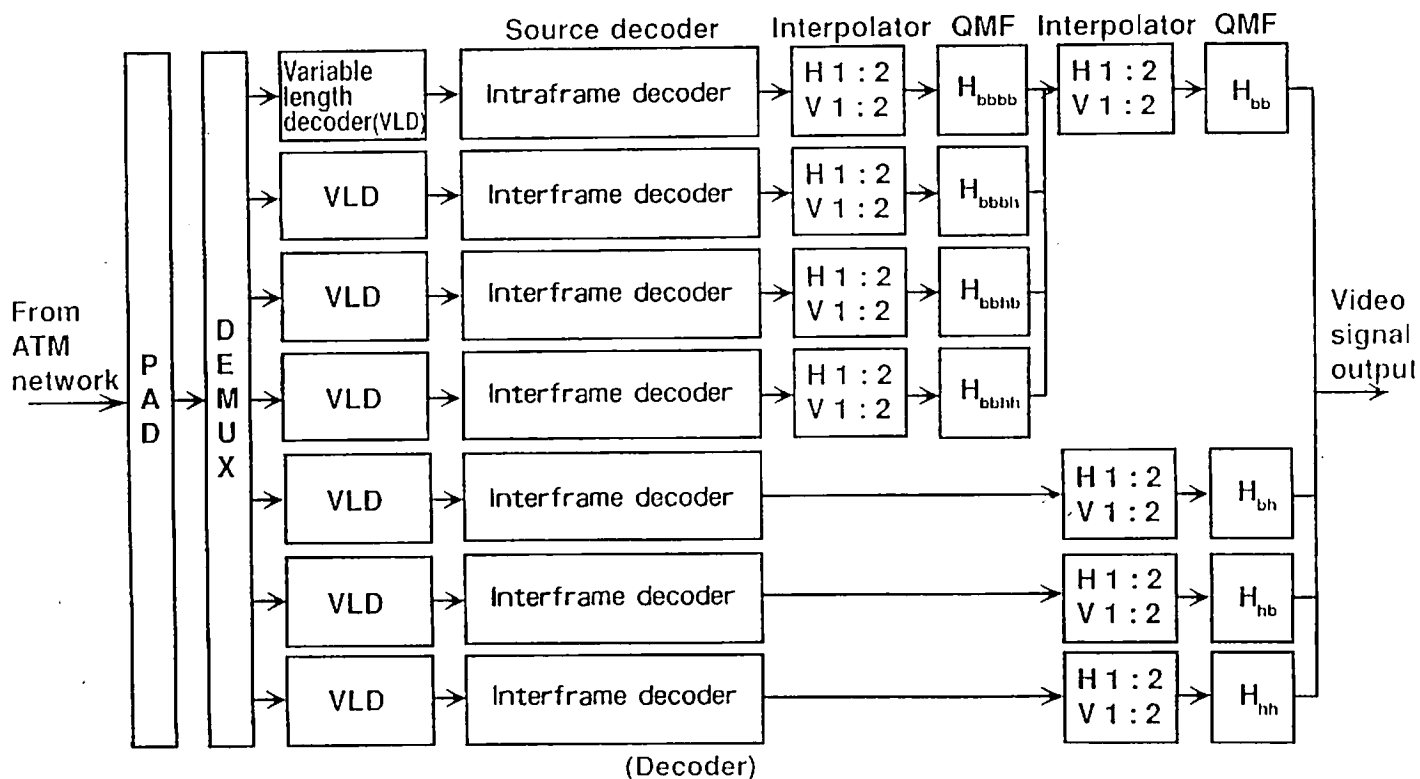 Source decoder Interpolator QMF Interpolator QMF
Variable
length
decoder(VLD)
Intraframe decoder
H 1 : 2
V 1 : 2
Hbbbb
H 1 : 2
V 1 : 2
Hbb
VLD
Interframe decoder
H 1 : 2
V 1 : 2
Hbbbh
VLD
Interframe decoder
H 1 : 2
V 1 : 2
Hbbhb
From
ATM
network
PAD
DEMUX
Video
signal
output
VLD
Interframe decoder
H 1 : 2
V 1 : 2
Hbbhh
VLD
Interframe decoder
H 1 : 2
V 1 : 2
Hbh
VLD
Interframe decoder
H 1 : 2
V 1 : 2
Hhb
VLD
Interframe decoder
H 1 : 2
V 1 : 2
Hhh
(Decoder)